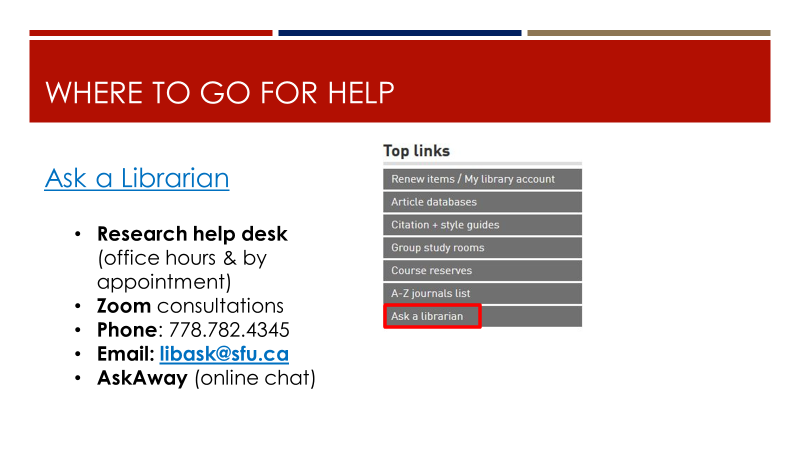 WHERE TO GO FOR HELP
Ask a Librarian
• Research help desk
(office hours & by
appointment)
• Zoom consultations
• Phone: 778.782.4345
• Email: libask@sfu.ca
• AskAway (online chat)
Top links
Renew items / My library account
Article databases
Citation + style guides
Group study rooms
Course reserves
A-Z journals list
Ask a librarian